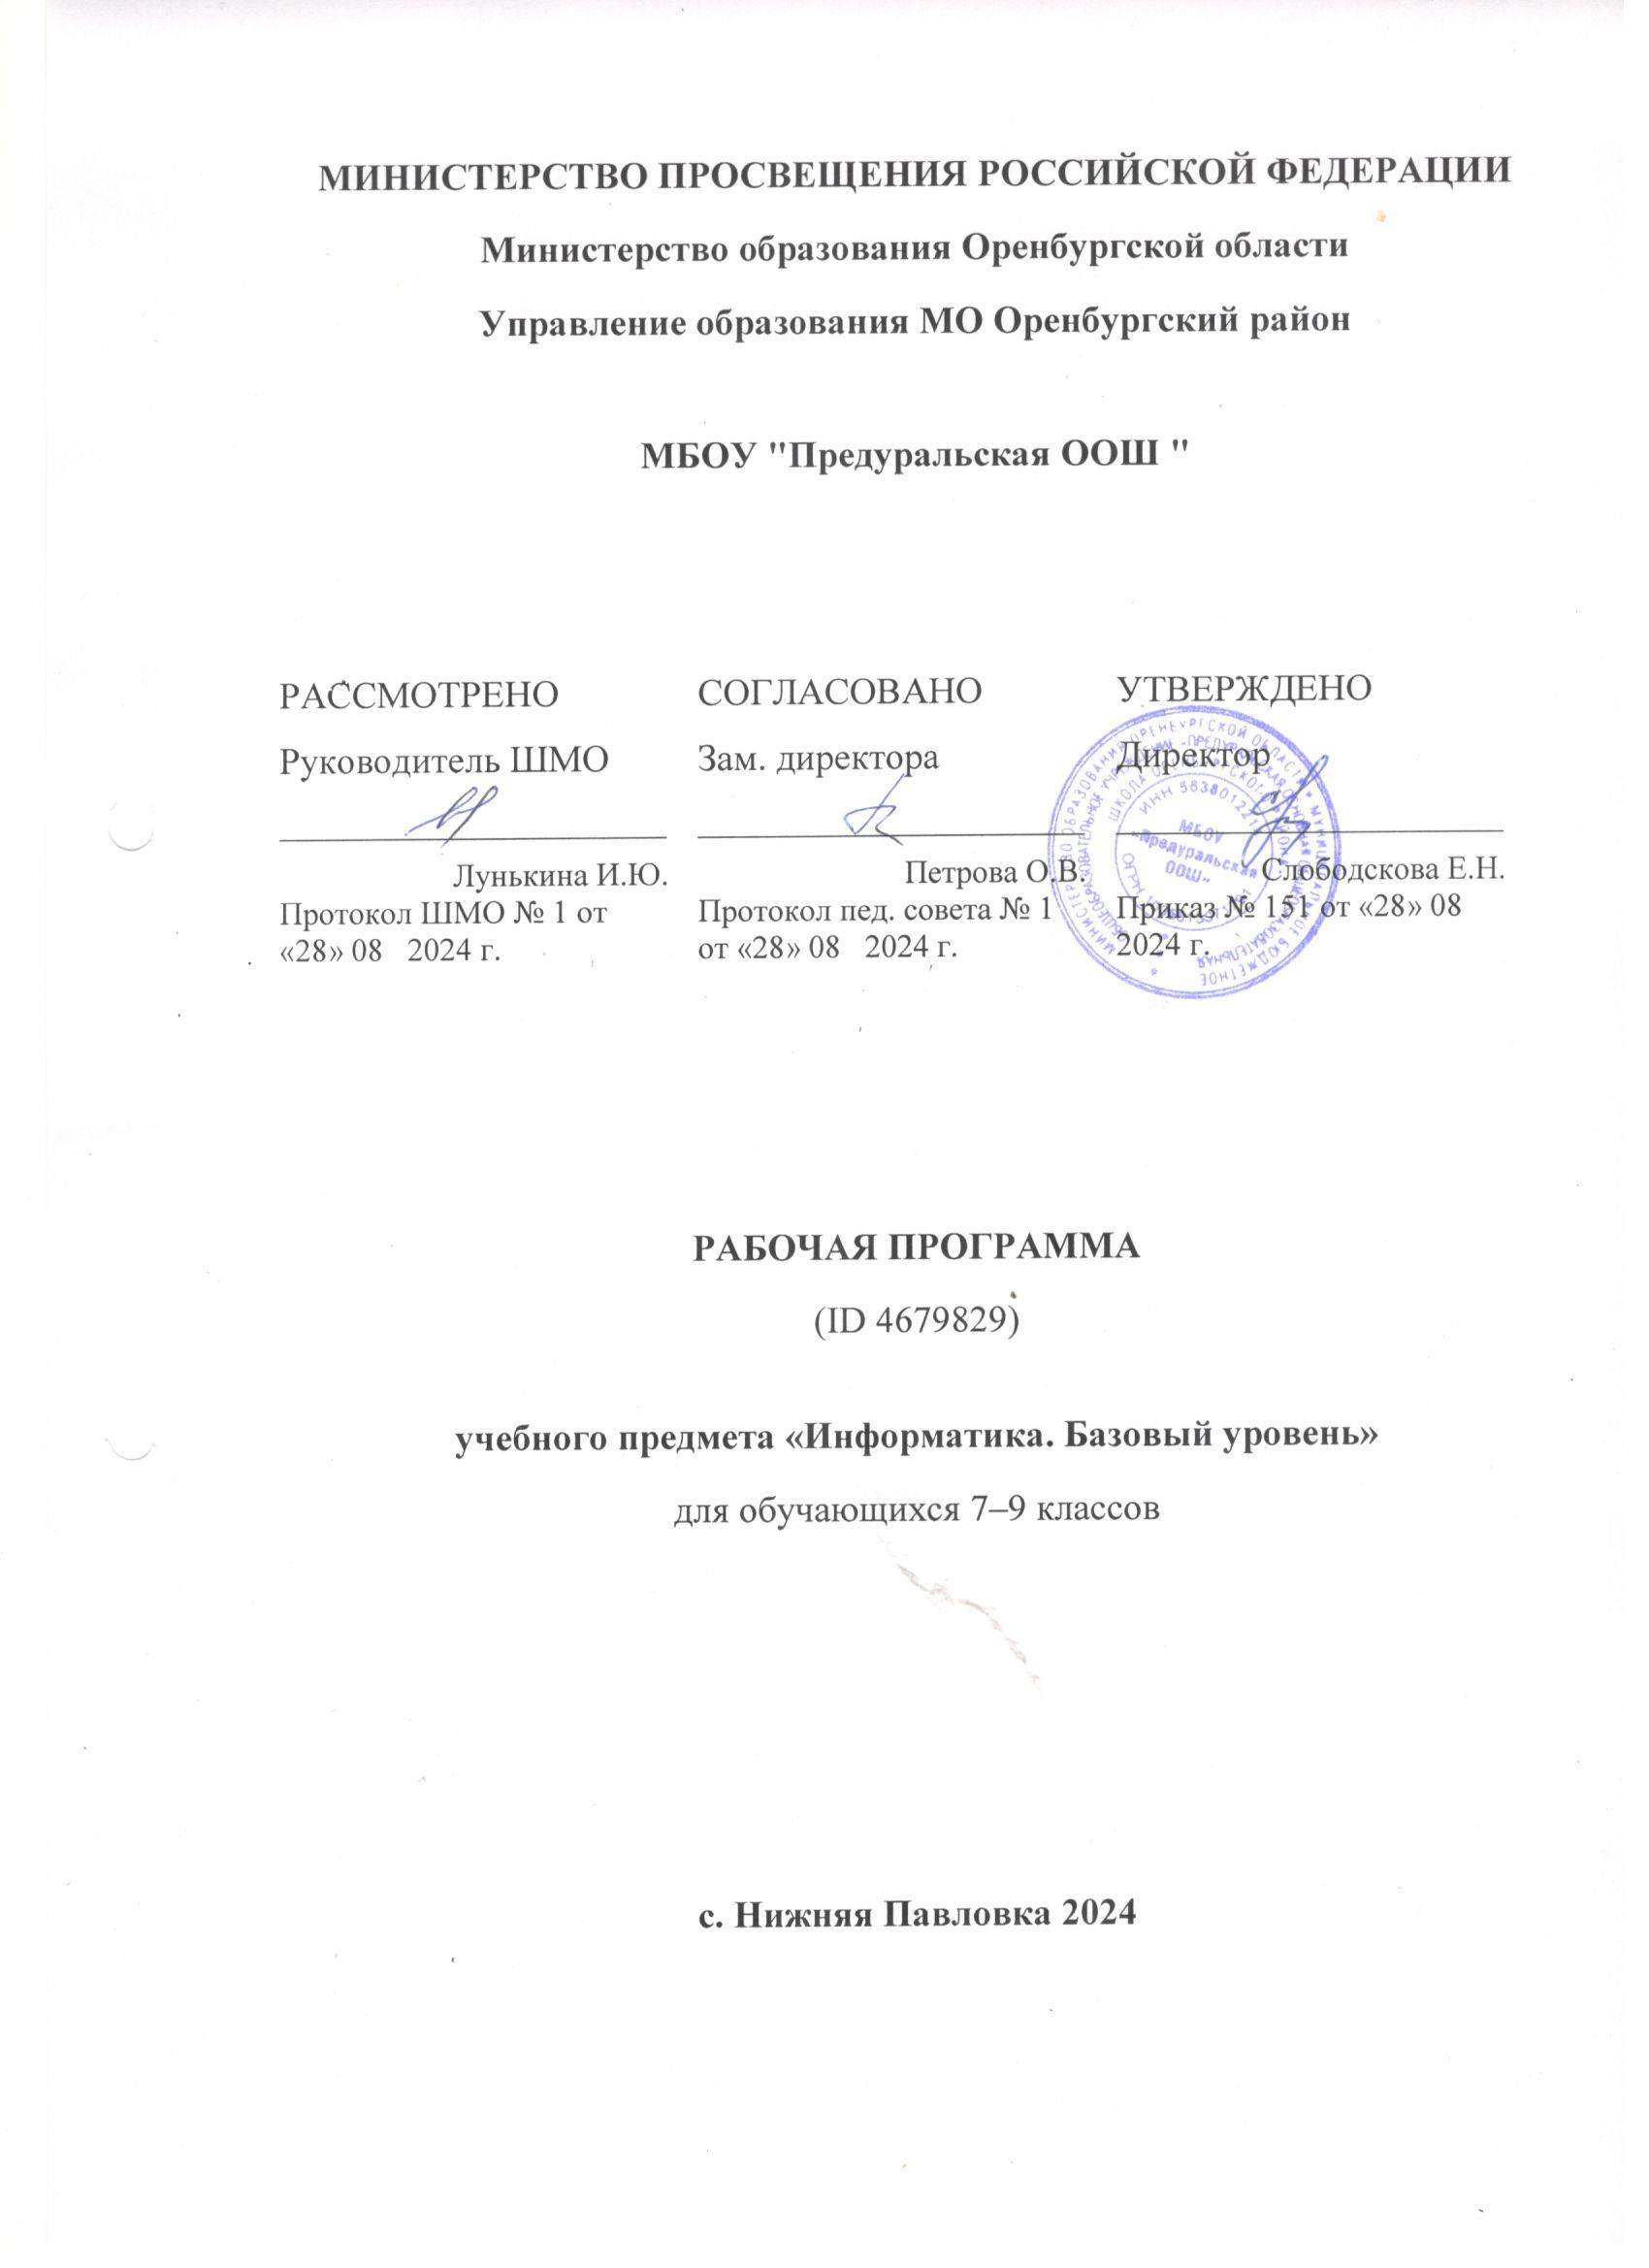 МИНИСТЕРСТВО ПРОСВЕЩЕНИЯ РОССИЙСКОЙ ФЕДЕРАЦИИ
Министерство образования Оренбургской области
Управление образования МО Оренбургский район
МБОУ "Предуральская ООШ "
РАССМОТРЕНО
Руководитель ШМО
Лунькина И.Ю.
Протокол ШМО № 1 от
«28» 08 2024 г.
СОГЛАСОВАНО
Зам. директора
Петрова О.В.
Протокол пед. совета № 1
от «28» 08 2024 г.
УТВЕРЖДЕНО
Директор
Слободскова Е.Н.
Приказ № 151 от «28» 08
2024 г.
МБОУ
«Предуральская
ООШ»
РАБОЧАЯ ПРОГРАММА
(ID 4679829)
учебного предмета «Информатика. Базовый уровень»
для обучающихся 7–9 классов
с. Нижняя Павловка 2024